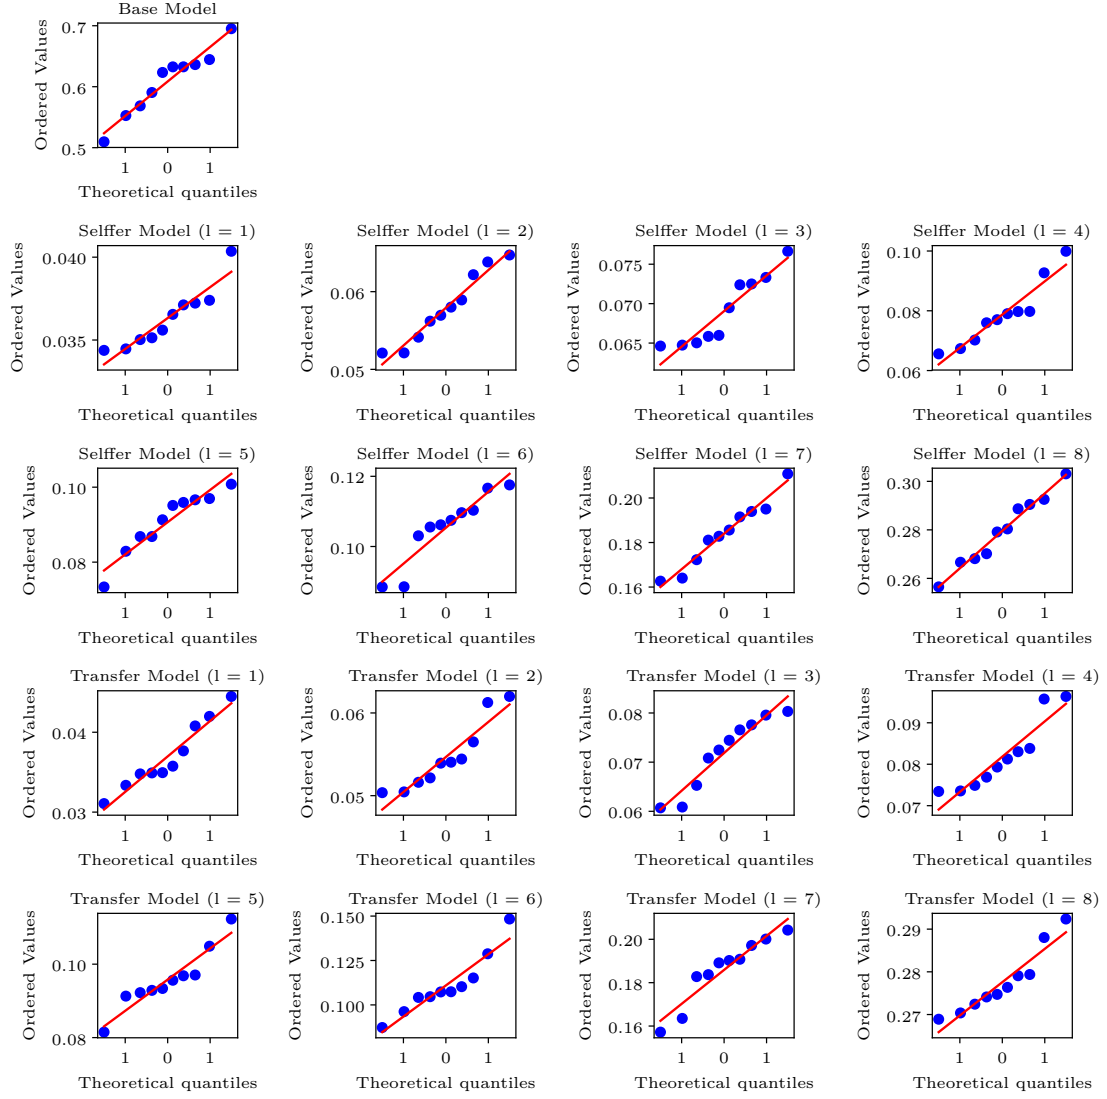 Base Model
Ordered Values
0.7
0.6
0.5
1 0 1
Theoretical quantiles
Selffer Model (l = 1)
Ordered Values
0.040
0.035
1 0 1
Theoretical quantiles
Selffer Model (l = 2)
Ordered Values
0.06
0.05
1 0 1
Theoretical quantiles
Selffer Model (l = 3)
Ordered Values
0.075
0.070
0.065
1 0 1
Theoretical quantiles
Selffer Model (l = 4)
Ordered Values
0.10
0.08
0.06
1 0 1
Theoretical quantiles
Selffer Model (l = 5)
Ordered Values
0.10
0.08
1 0 1
Theoretical quantiles
Selffer Model (l = 6)
Ordered Values
0.12
0.10
1 0 1
Theoretical quantiles
Selffer Model (l = 7)
Ordered Values
0.20
0.18
0.16
1 0 1
Theoretical quantiles
Selffer Model (l = 8)
Ordered Values
0.30
0.28
0.26
1 0 1
Theoretical quantiles
Transfer Model (l = 1)
Ordered Values
0.04
0.03
1 0 1
Theoretical quantiles
Transfer Model (l = 2)
Ordered Values
0.06
0.05
1 0 1
Theoretical quantiles
Transfer Model (l = 3)
Ordered Values
0.08
0.07
0.06
1 0 1
Theoretical quantiles
Transfer Model (l = 4)
Ordered Values
0.09
0.08
0.07
1 0 1
Theoretical quantiles
Transfer Model (l = 5)
Ordered Values
0.10
0.08
1 0 1
Theoretical quantiles
Transfer Model (l = 6)
Ordered Values
0.150
0.125
0.100
1 0 1
Theoretical quantiles
Transfer Model (l = 7)
Ordered Values
0.20
0.18
0.16
1 0 1
Theoretical quantiles
Transfer Model (l = 8)
Ordered Values
0.29
0.28
0.27
1 0 1
Theoretical quantiles